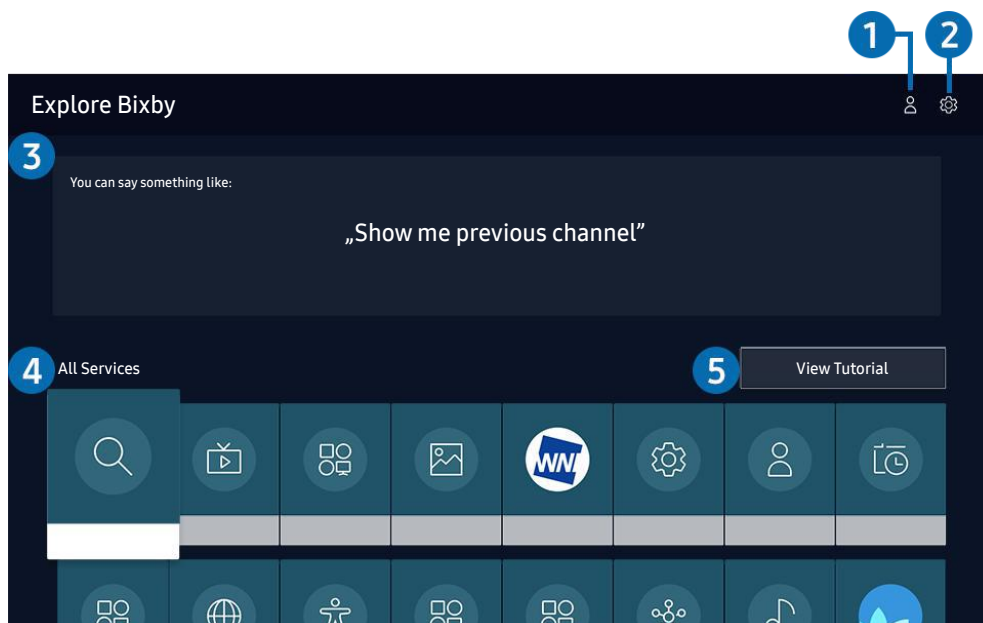 1 2
Explore Bixby
3
You can say something like:
„Show me previous channel”
4 All Services
5 View Tutorial
WNI